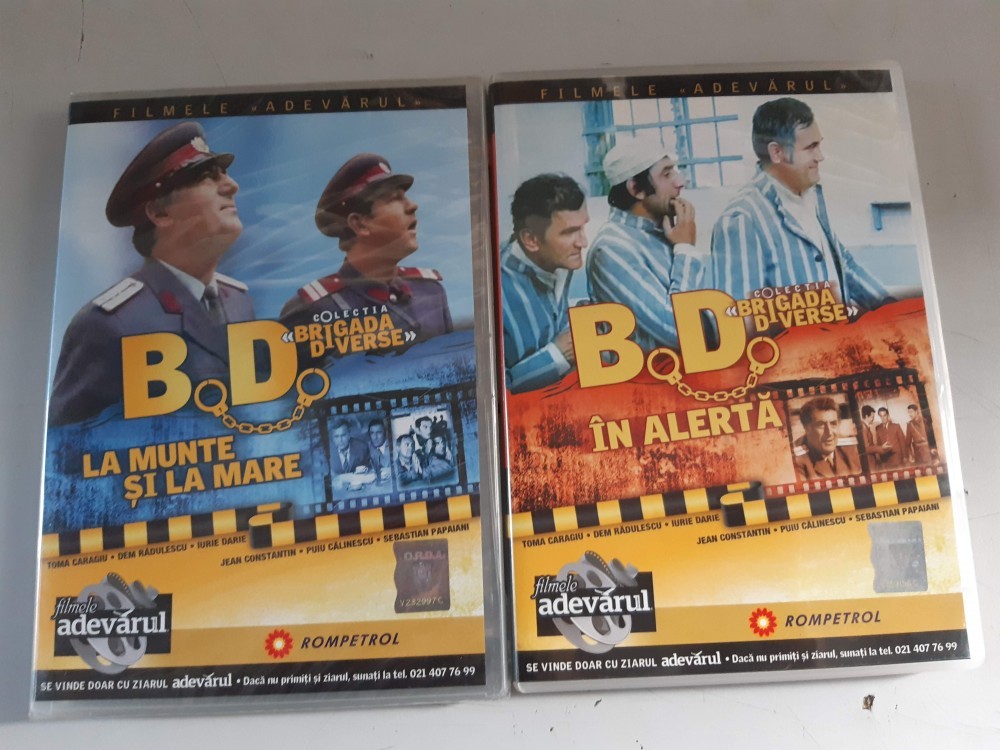 FILMELE «ADEVĂRUL»
COLECTIA
«BRIGADA
DIVERSE»
B.D.
LA MUNTE
ȘI LA MARE
TOMA CARAGIU • DEM RĂDULESCU • IURIE DARIE
JEAN CONSTANTIN • PUIU CĂLINESCU • SEBASTIAN PAPAIANI
O.R.D.A.
V232997C
filmele
adevărul
ROMPETROL
SE VINDE DOAR CU ZIARUL adevărul • Dacă nu primiți și ziarul, sunați la tel. 021 407 76 99
FILMELE «ADEVĂRUL»
COLECTIA
«BRIGADA
DIVERSE»
B.D.
ÎN ALERTĂ
TOMA CARAGIU • DEM RĂDULESCU • IURIE DARIE
JEAN CONSTANTIN • PUIU CĂLINESCU • SEBASTIAN PAPAIANI
filmele
adevărul
ROMPETROL
SE VINDE DOAR CU ZIARUL adevărul • Dacă nu primiți și ziarul, sunați la tel. 021 407 76 99